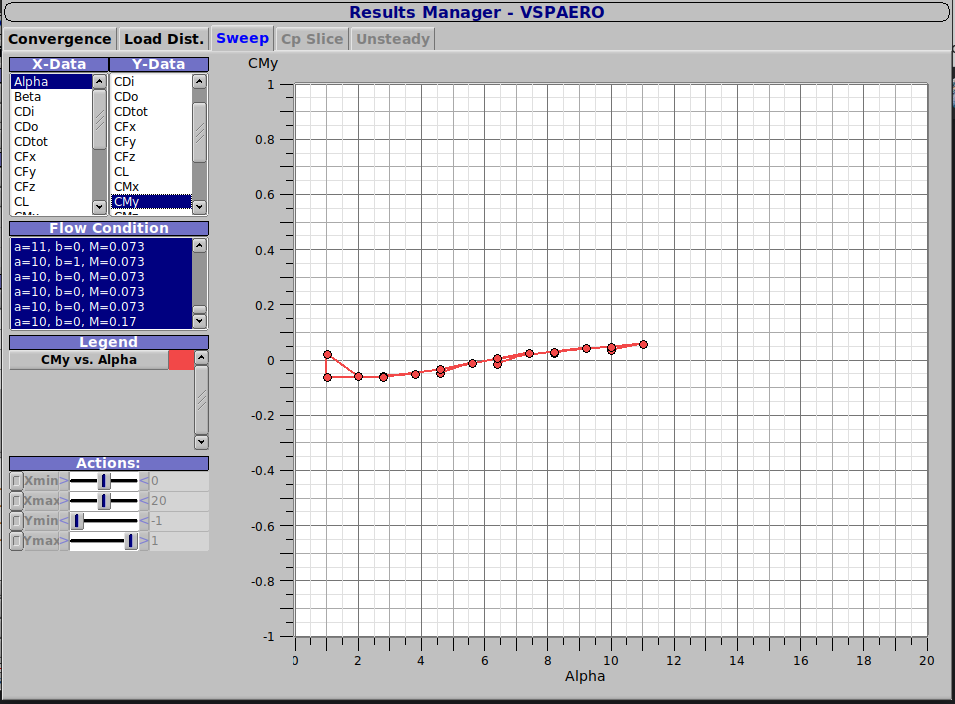 Results Manager - VSPAERO
Convergence Load Dist. Sweep Cp Slice Unsteady
X-Data Y-Data
Alpha
Beta
CDi
CDo
CDtot
CFx
CFy
CFz
CL
CDi
CDo
CDtot
CFx
CFy
CFz
CL
CMx
CMy
Flow Condition
a=11, b=0, M=0.073
a=10, b=1, M=0.073
a=10, b=0, M=0.073
a=10, b=0, M=0.073
a=10, b=0, M=0.073
a=10, b=0, M=0.17
Legend
CMy vs. Alpha
Actions:
Xmin > < 0
Xmax > < 20
Ymin < < -1
Ymax > > 1
CMy
1
0.8
0.6
0.4
0.2
0
-0.2
-0.4
-0.6
-0.8
-1
0 2 4 6 8 10 12 14 16 18 20
Alpha